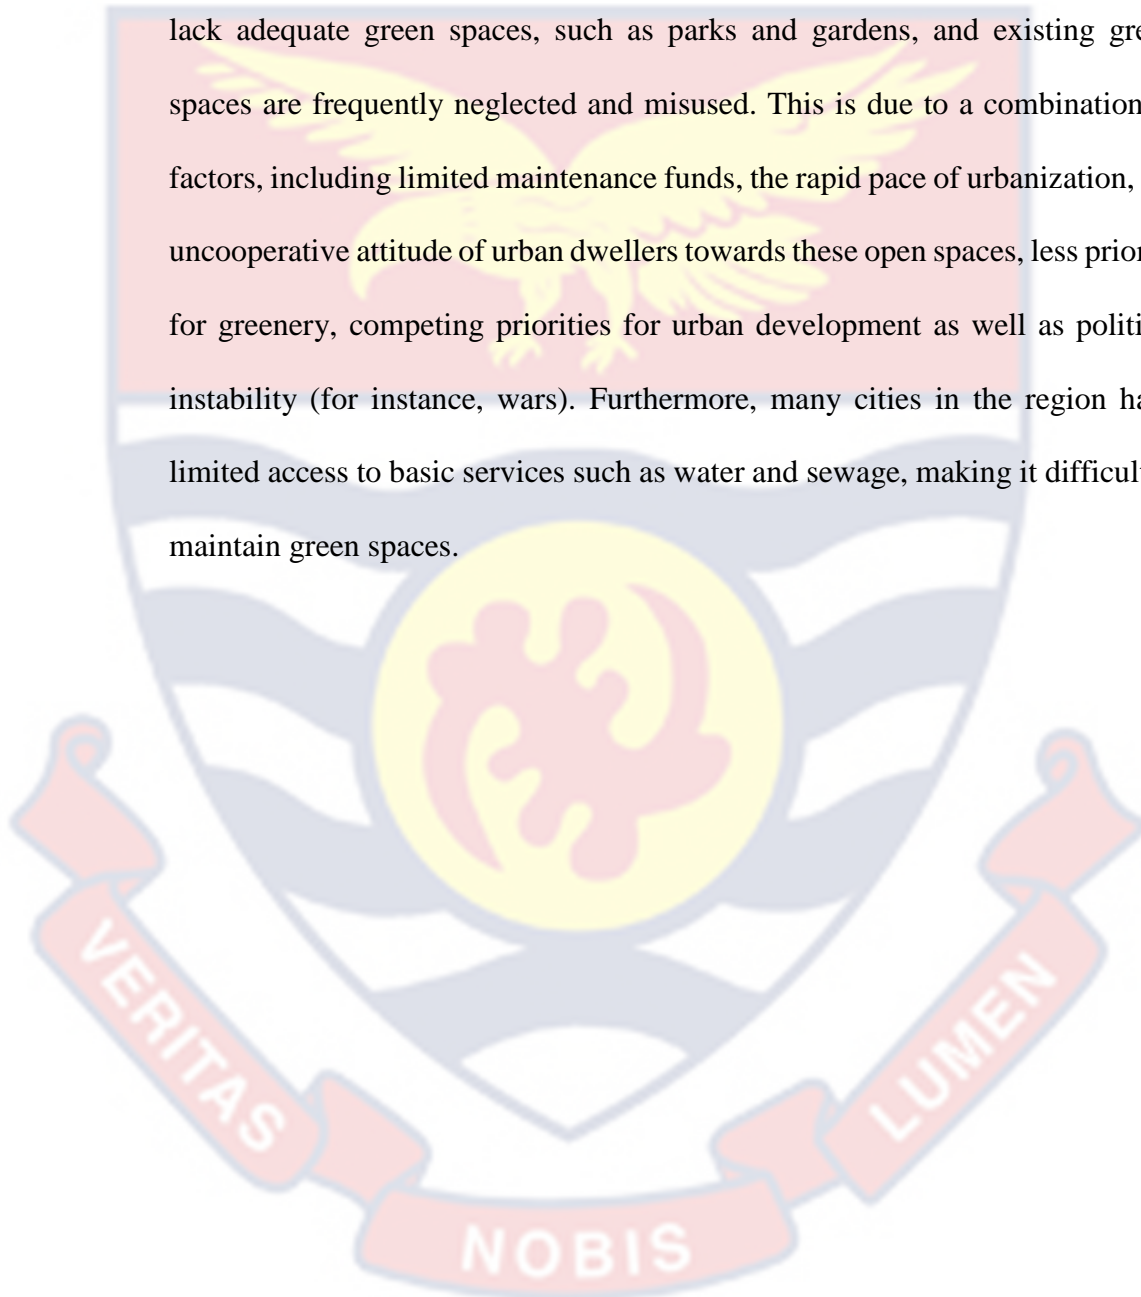 lack adequate green spaces, such as parks and gardens, and existing gre
spaces are frequently neglected and misused. This is due to a combination
factors, including limited maintenance funds, the rapid pace of urbanization,
uncooperative attitude of urban dwellers towards these open spaces, less prior
for greenery, competing priorities for urban development as well as politi
instability (for instance, wars). Furthermore, many cities in the region ha
limited access to basic services such as water and sewage, making it difficult
maintain green spaces.
VERITAS
NOBIS
LUMEN